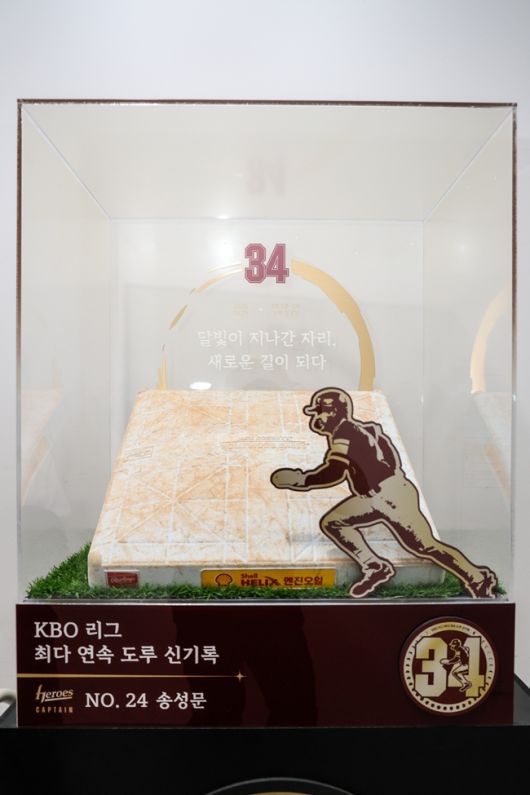 34
달빛이 지나간 자리,
새로운 길이 되다
Rawlings
Shell
HELIX 엔진오일
KBO 리그
최다 연속 도루 신기록
34
Heroes
CAPTAIN
NO. 24 송성문